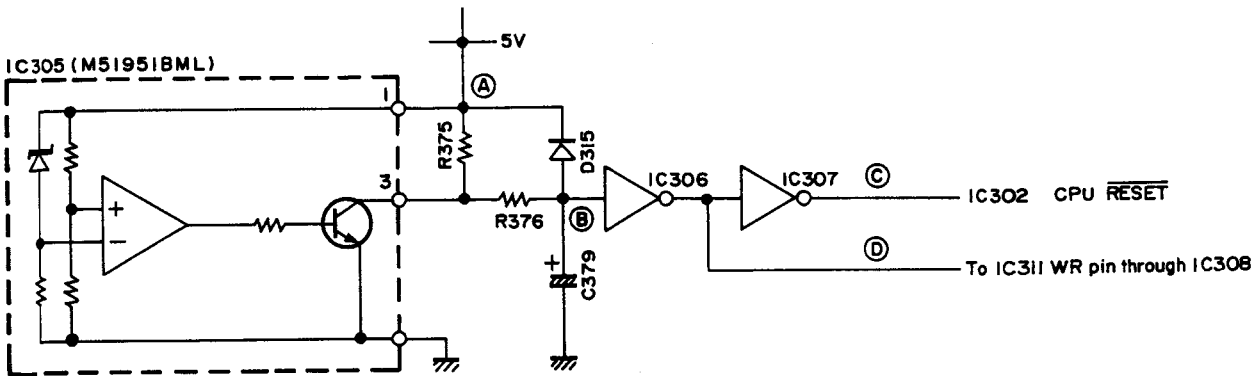 5V
IC305 (M51951BML)
A
1
R375
D315
3
R376
B
IC306
IC307
C
IC302 CPU RESET
D
To IC311 WR pin through IC308
+
−
+
C379